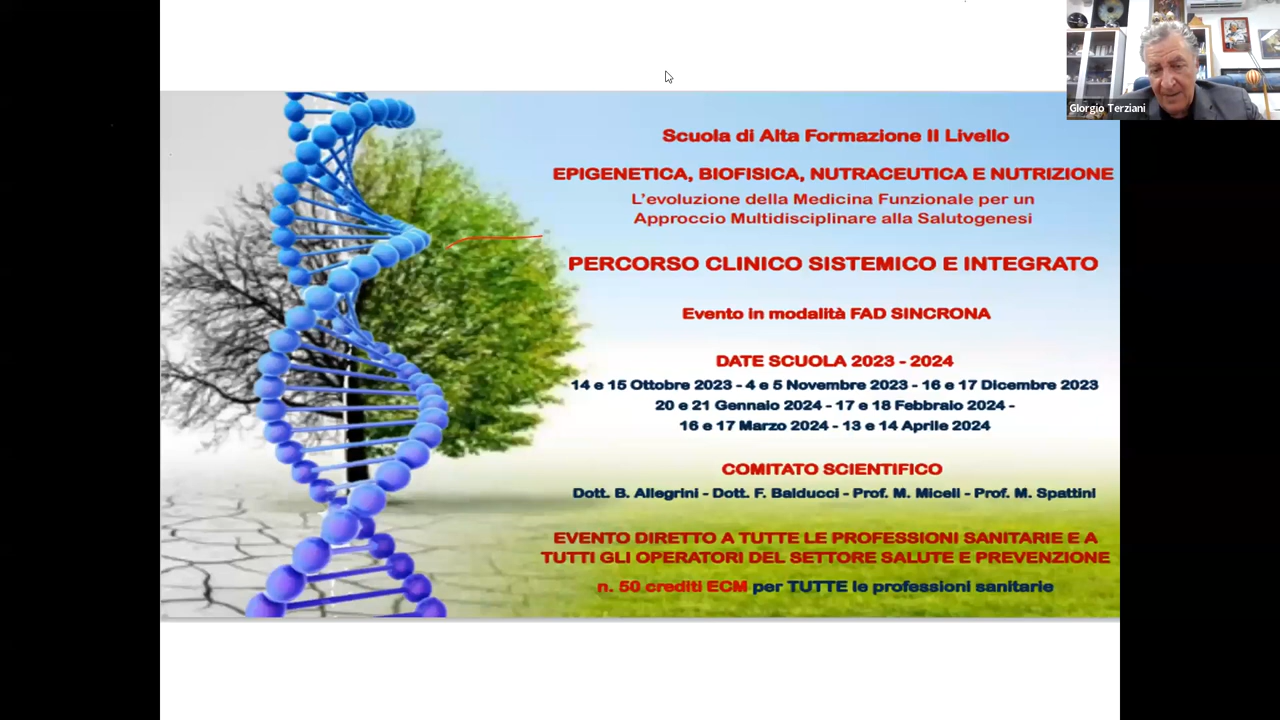 Scuola di Alta Formazione II Livello
EPIGENETICA, BIOFISICA, NUTRACEUTICA E NUTRIZIONE
L'evoluzione della Medicina Funzionale per un
Approccio Multidisciplinare alla Salutogenesi
PERCORSO CLINICO SISTEMICO E INTEGRATO
Evento in modalità FAD SINCRONA
DATE SCUOLA 2023 - 2024
14 e 15 Ottobre 2023 - 4 e 5 Novembre 2023 - 16 e 17 Dicembre 2023
20 e 21 Gennaio 2024 - 17 e 18 Febbraio 2024 -
16 e 17 Marzo 2024 - 13 e 14 Aprile 2024
COMITATO SCIENTIFICO
Dott. B. Allegrini - Dott. F. Balducci - Prof. M. Miceli - Prof. M. Spattini
EVENTO DIRETTO A TUTTE LE PROFESSIONI SANITARIE E A
TUTTI GLI OPERATORI DEL SETTORE SALUTE E PREVENZIONE
n. 50 crediti ECM per TUTTE le professioni sanitarie
GIorgio Terziani